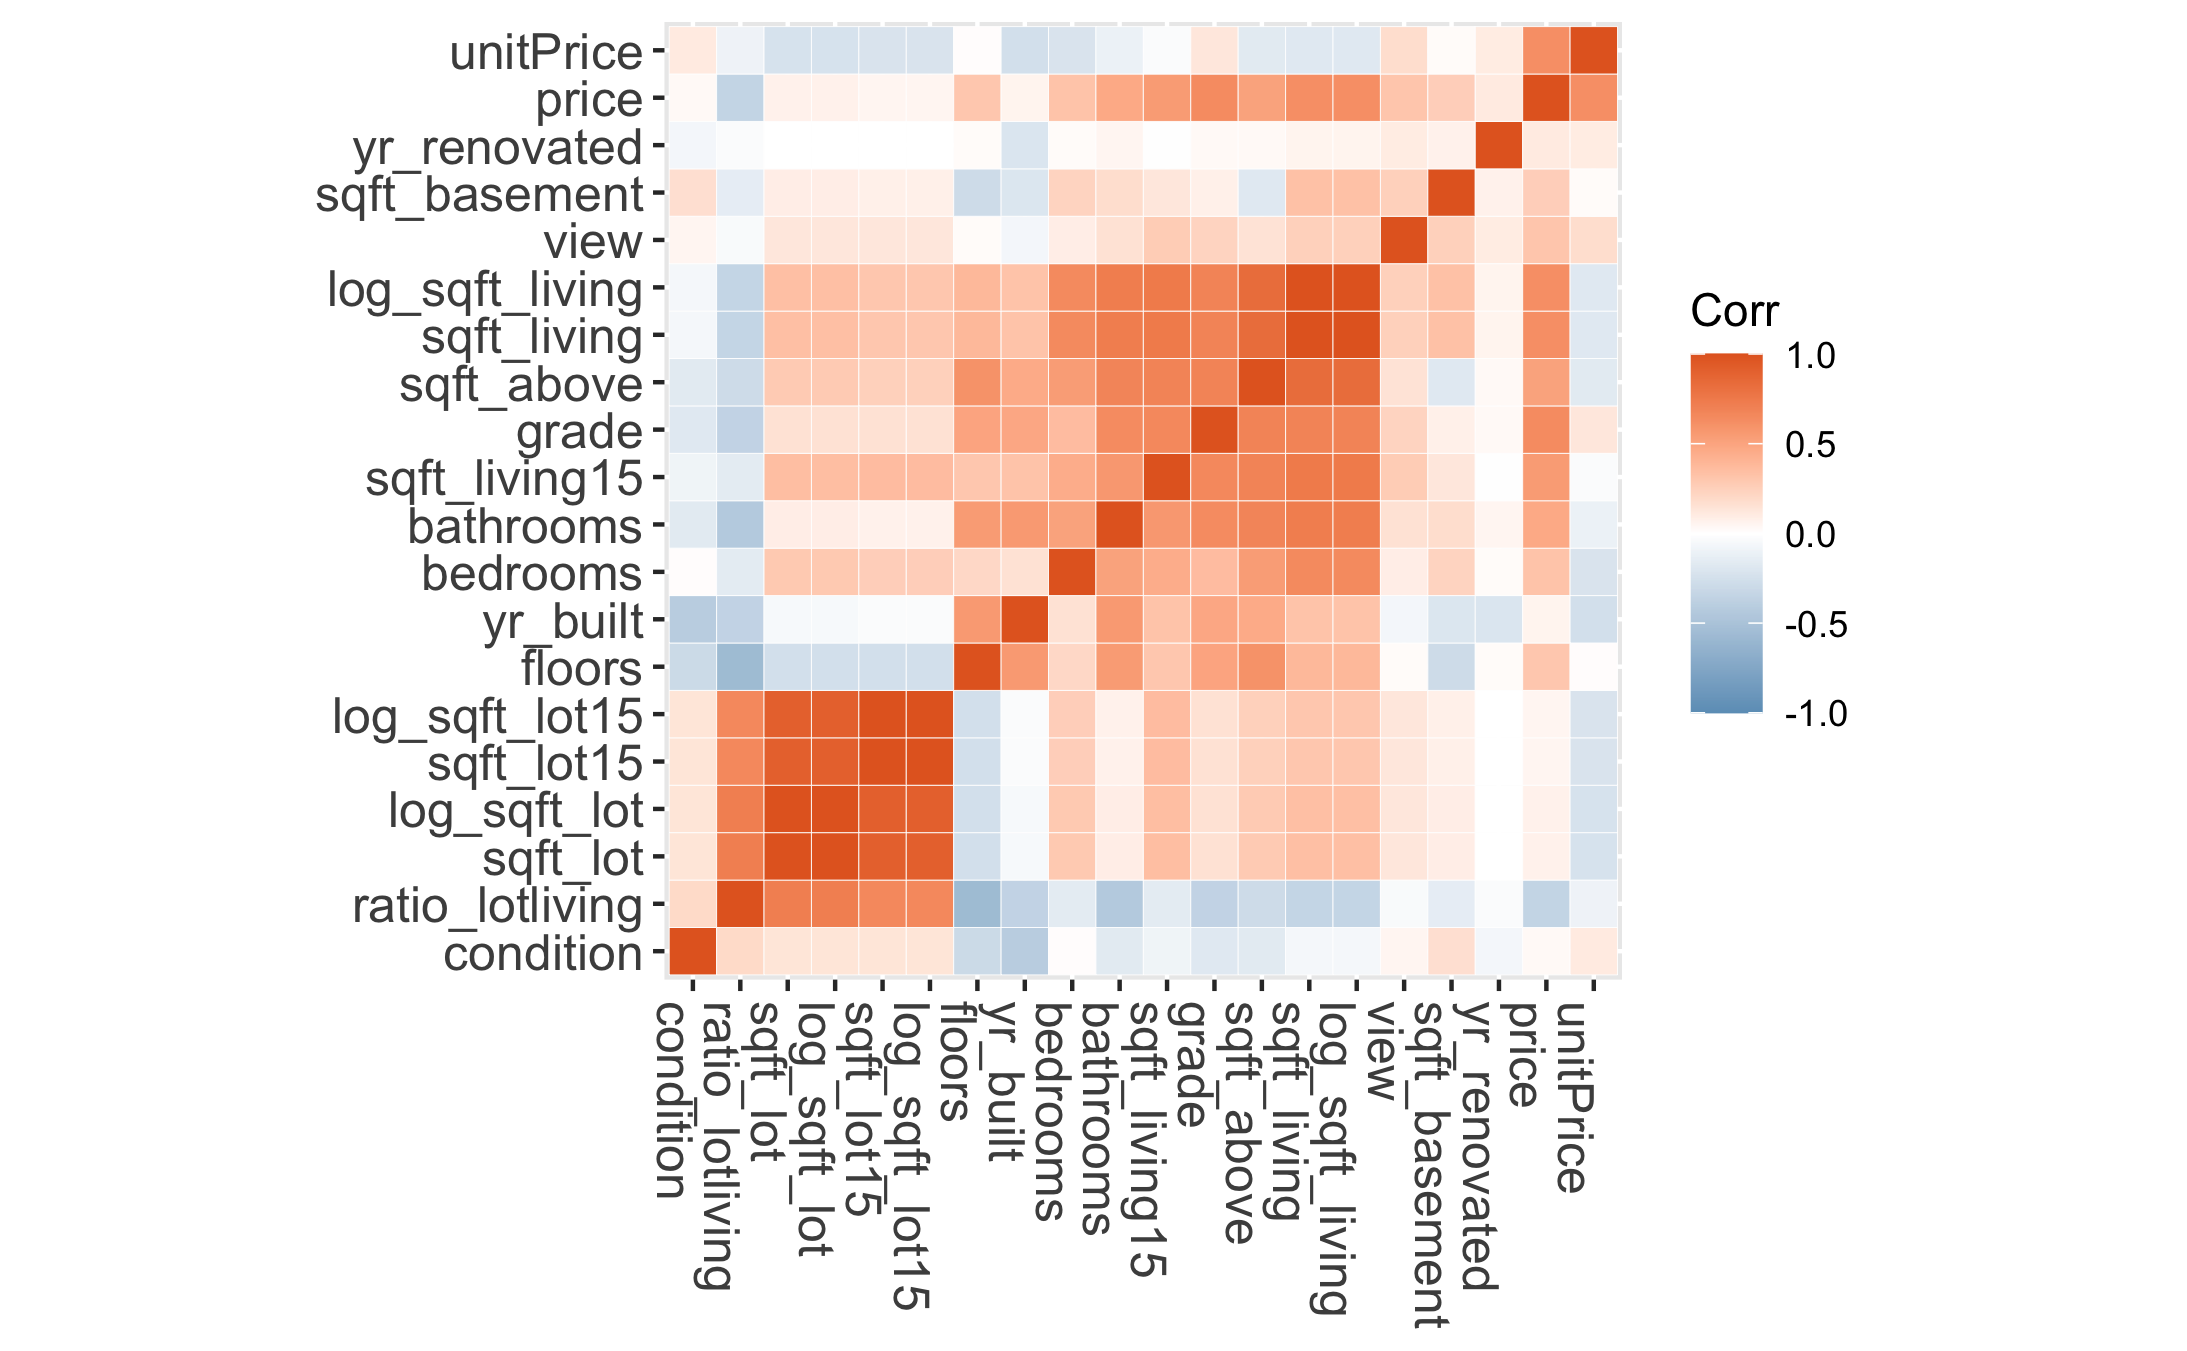 unitPrice
price
yr_renovated
sqft_basement
view
log_sqft_living
sqft_living
sqft_above
grade
sqft_living15
bathrooms
bedrooms
yr_built
floors
log_sqft_lot15
sqft_lot15
log_sqft_lot
sqft_lot
ratio_lotliving
condition
condition
ratio_lotliving
sqft_lot
log_sqft_lot
sqft_lot15
log_sqft_lot15
floors
yr_built
bedrooms
bathrooms
sqft_living15
grade
sqft_above
sqft_living
log_sqft_living
view
sqft_basement
yr_renovated
price
unitPrice
Corr
1.0
0.5
0.0
-0.5
-1.0